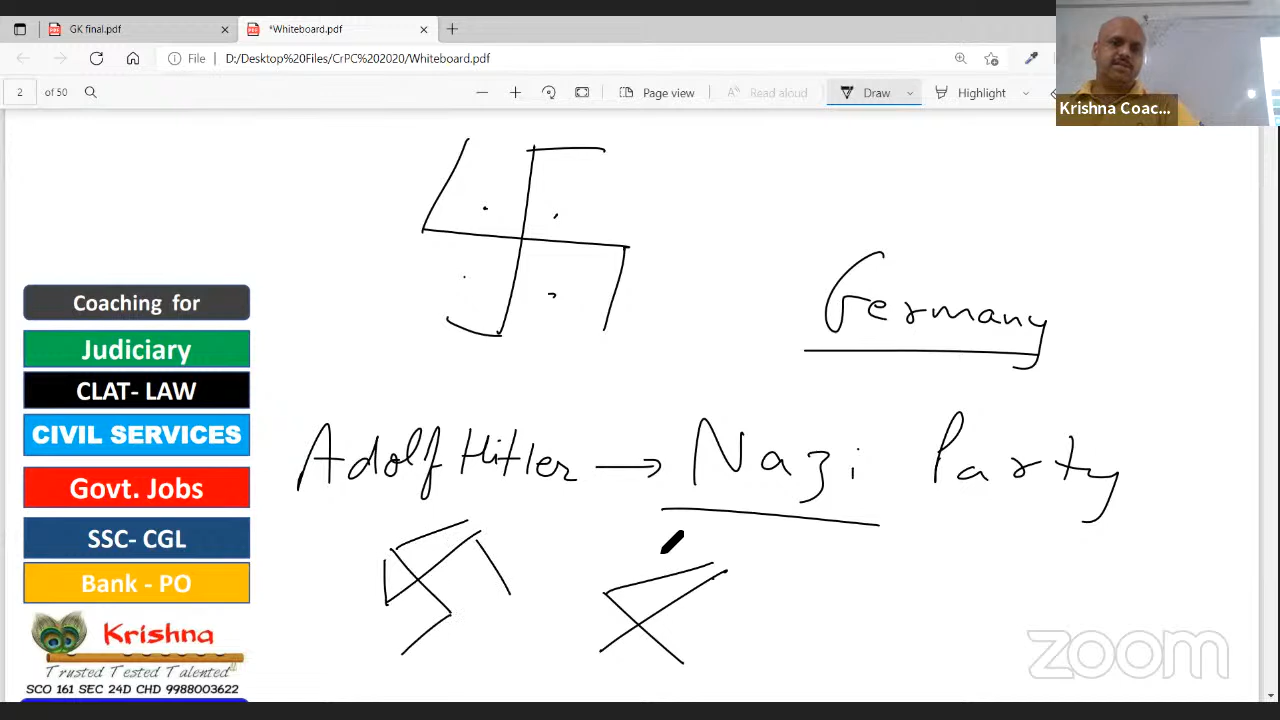 GK final.pdf
*Whiteboard.pdf
File D:/Desktop%20Files/CrPC%202020/Whiteboard.pdf
2 of 50 Page view Read aloud Draw Highlight
Krishna Coac...
Germany
Coaching for
Judiciary
CLAT- LAW
CIVIL SERVICES
Govt. Jobs
SSC- CGL
Bank - PO
Adolf Hitler → Nazi Party
Krishna
Trusted Tested Talented
SCO 161 SEC 24D CHD 9988003622
zoom